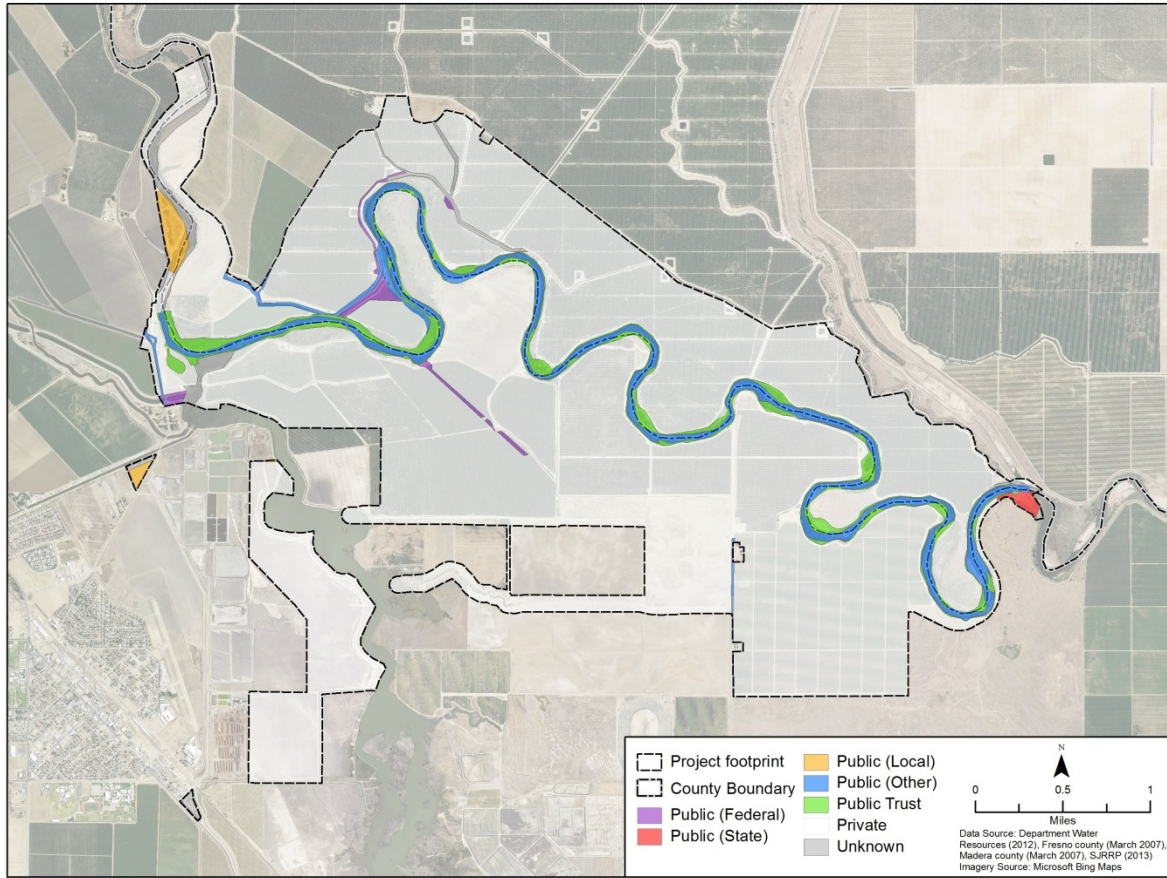 Project footprint
County Boundary
Public (Federal)
Public (State)
Public (Local)
Public (Other)
Public Trust
Private
Unknown
N
0 0.5 1
Miles
Data Source: Department Water
Resources (2012), Fresno county (March 2007),
Madera county (March 2007), SJRRP (2013)
Imagery Source: Microsoft Bing Maps